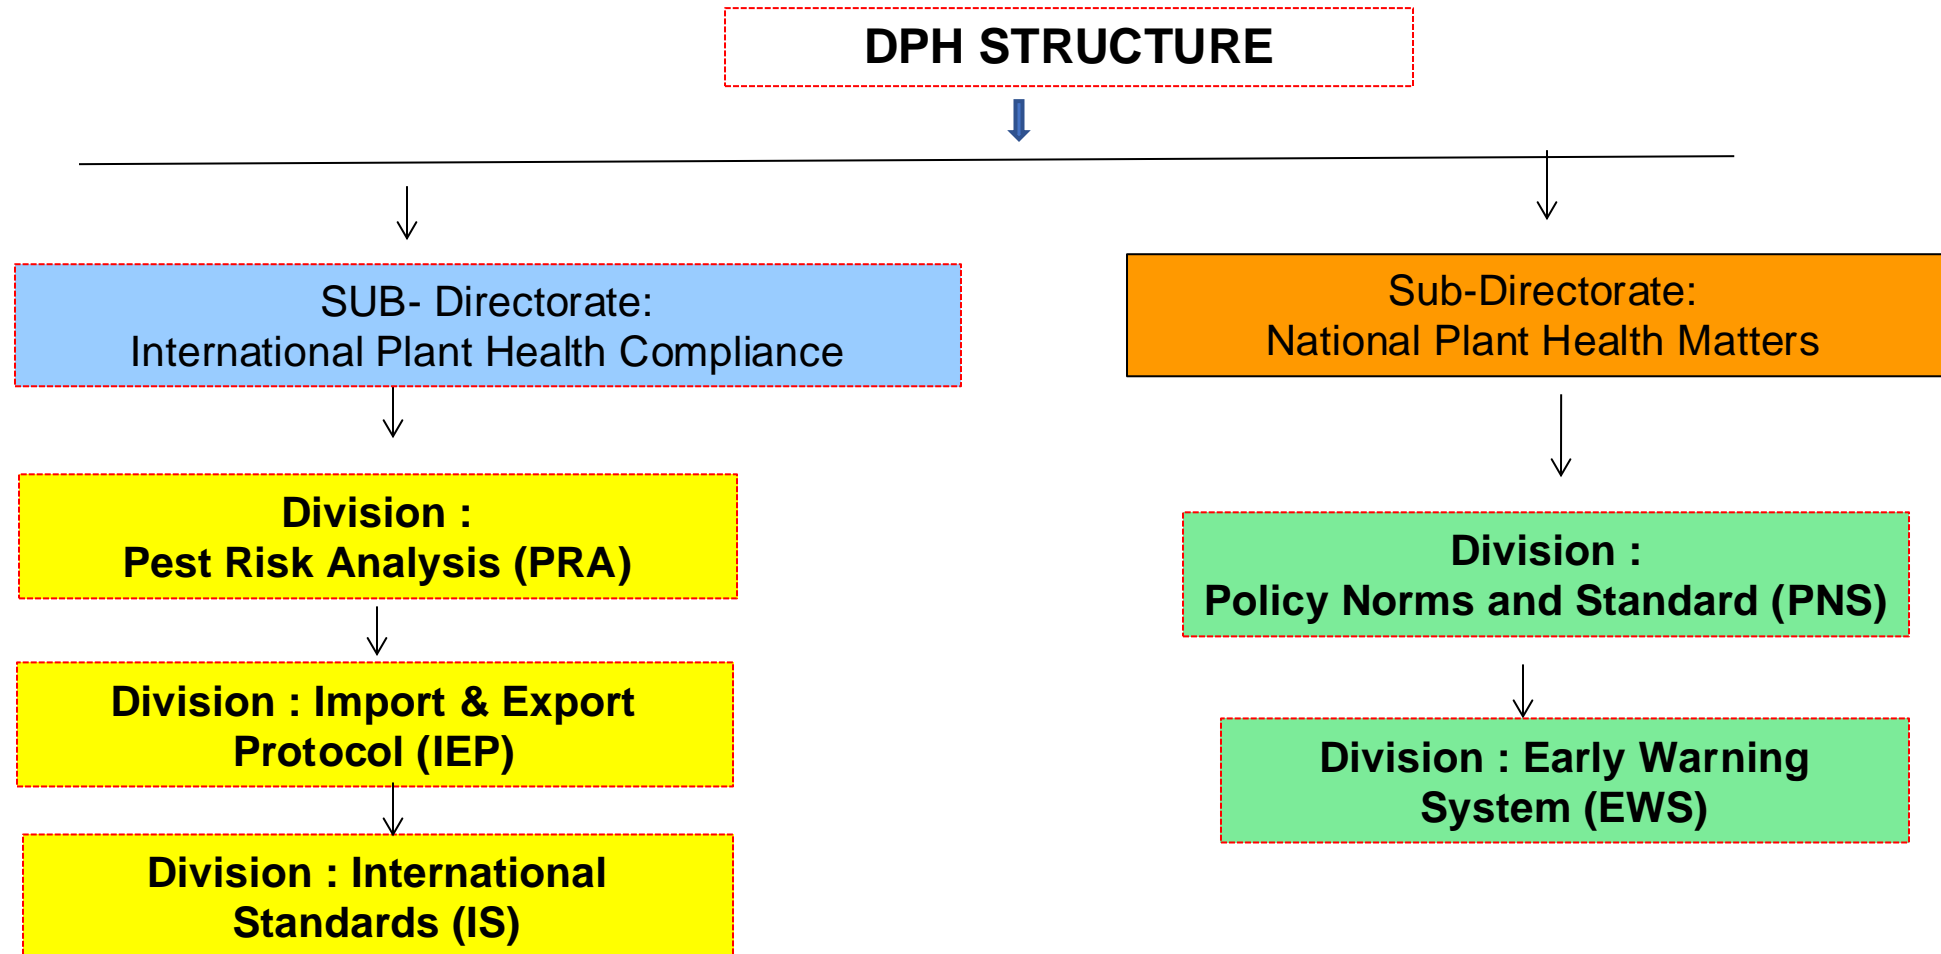 DPH STRUCTURE
SUB- Directorate:
International Plant Health Compliance
Sub-Directorate:
National Plant Health Matters
Division :
Pest Risk Analysis (PRA)
Division : Import & Export
Protocol (IEP)
Division : International
Standards (IS)
Division :
Policy Norms and Standard (PNS)
Division : Early Warning
System (EWS)